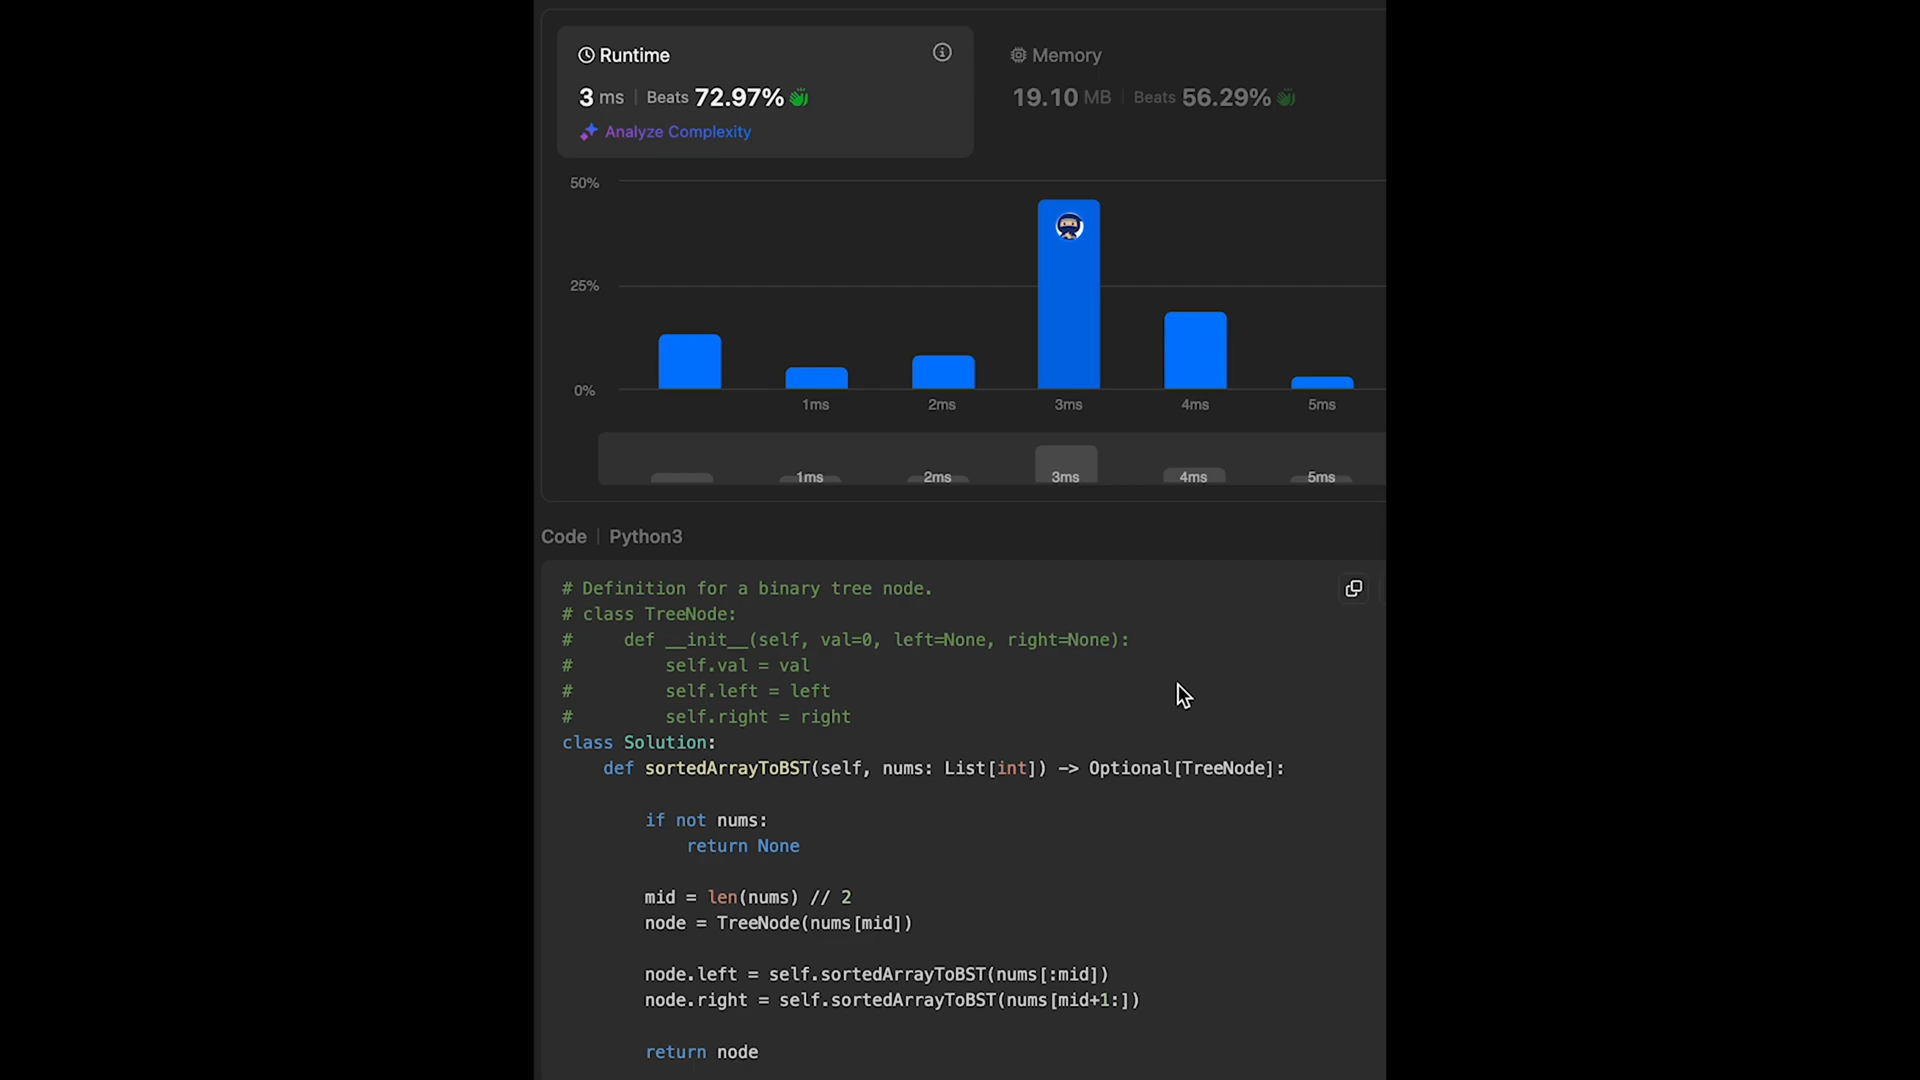 Runtime
3 ms | Beats 72.97%
Analyze Complexity
Memory
19.10 MB | Beats 56.29%
50%
25%
0%
1ms 2ms 3ms 4ms 5ms
1ms 2ms 3ms 4ms 5ms
Code | Python3
# Definition for a binary tree node.
# class TreeNode:
#     def __init__(self, val=0, left=None, right=None):
#         self.val = val
#         self.left = left
#         self.right = right
class Solution:
    def sortedArrayToBST(self, nums: List[int]) -> Optional[TreeNode]:
        if not nums:
            return None
        mid = len(nums) // 2
        node = TreeNode(nums[mid])
        node.left = self.sortedArrayToBST(nums[:mid])
        node.right = self.sortedArrayToBST(nums[mid+1:])
        return node